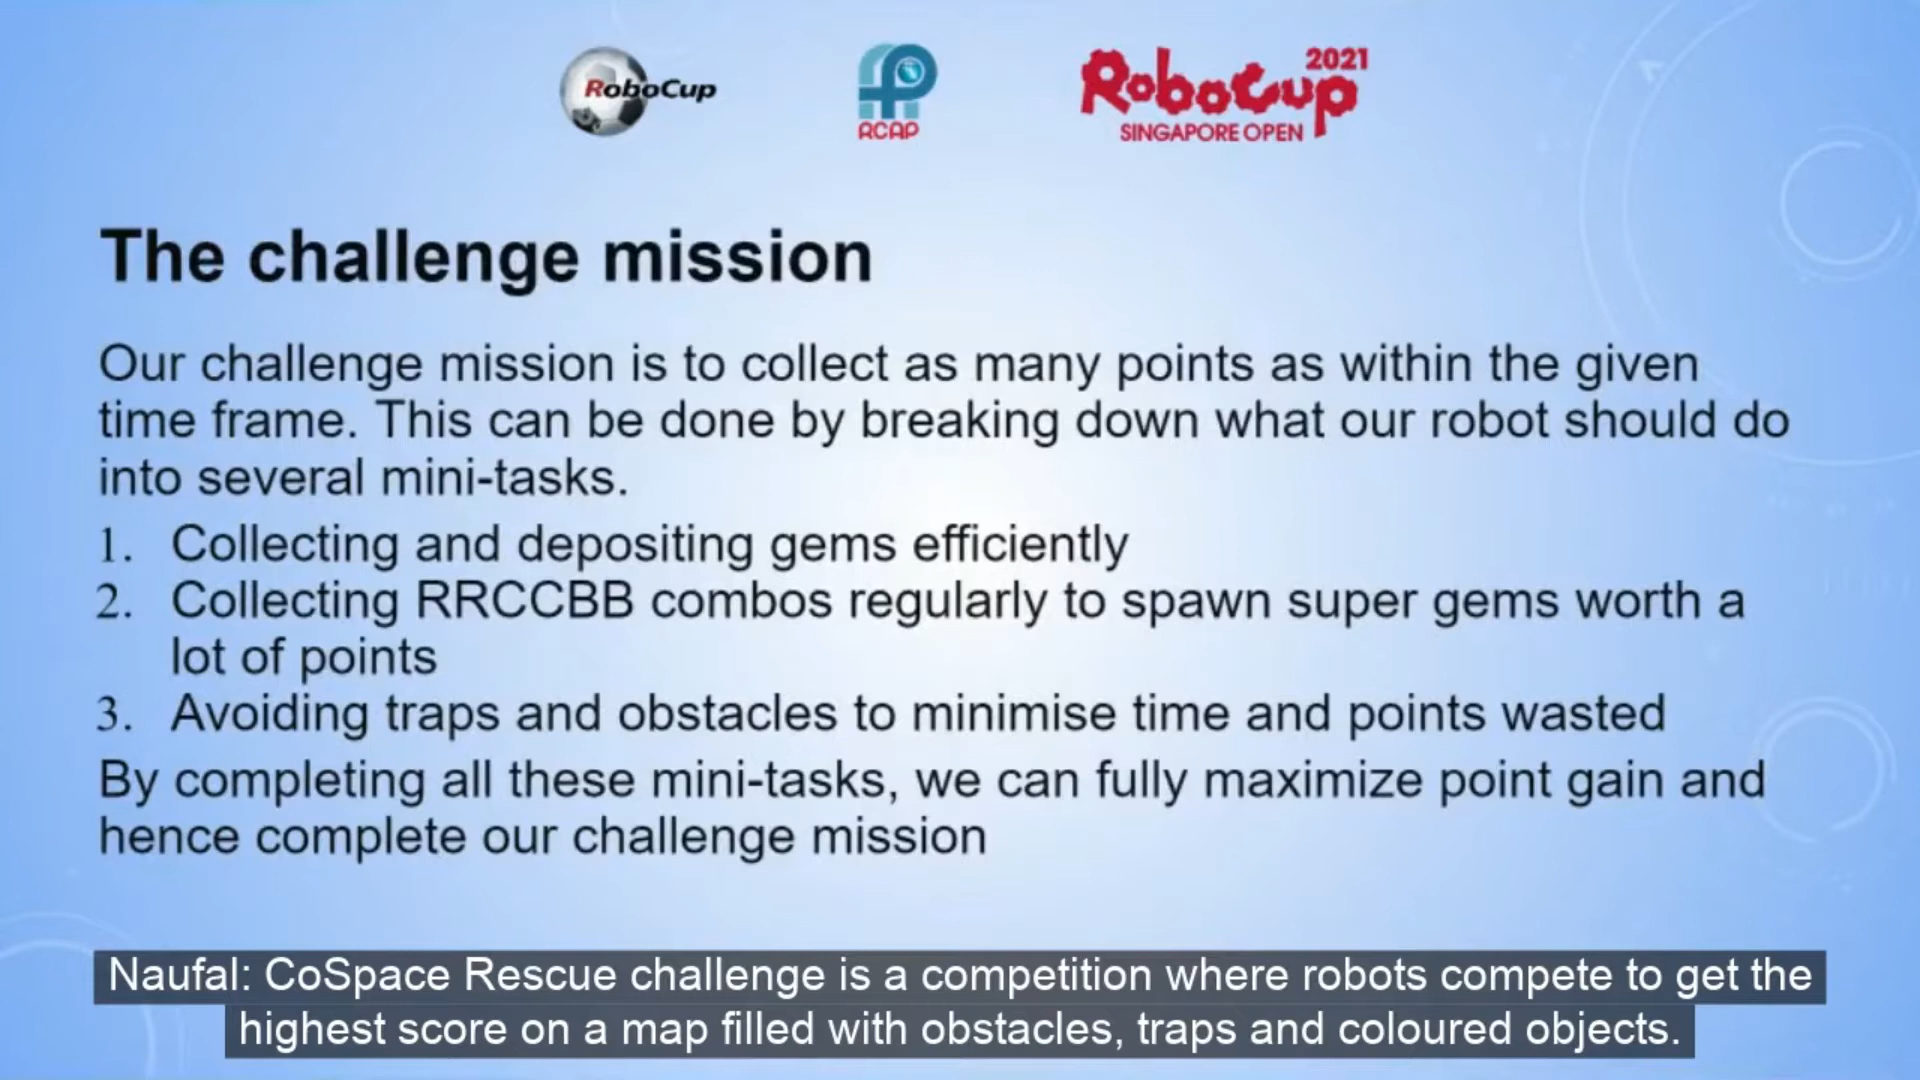 RoboCup
RCAP
2021
RoboCup
SINGAPORE OPEN
The challenge mission
Our challenge mission is to collect as many points as within the given
time frame. This can be done by breaking down what our robot should do
into several mini-tasks.
1. Collecting and depositing gems efficiently
2. Collecting RRCCBB combos regularly to spawn super gems worth a
lot of points
3. Avoiding traps and obstacles to minimise time and points wasted
By completing all these mini-tasks, we can fully maximize point gain and
hence complete our challenge mission
Naufal: CoSpace Rescue challenge is a competition where robots compete to get the
highest score on a map filled with obstacles, traps and coloured objects.